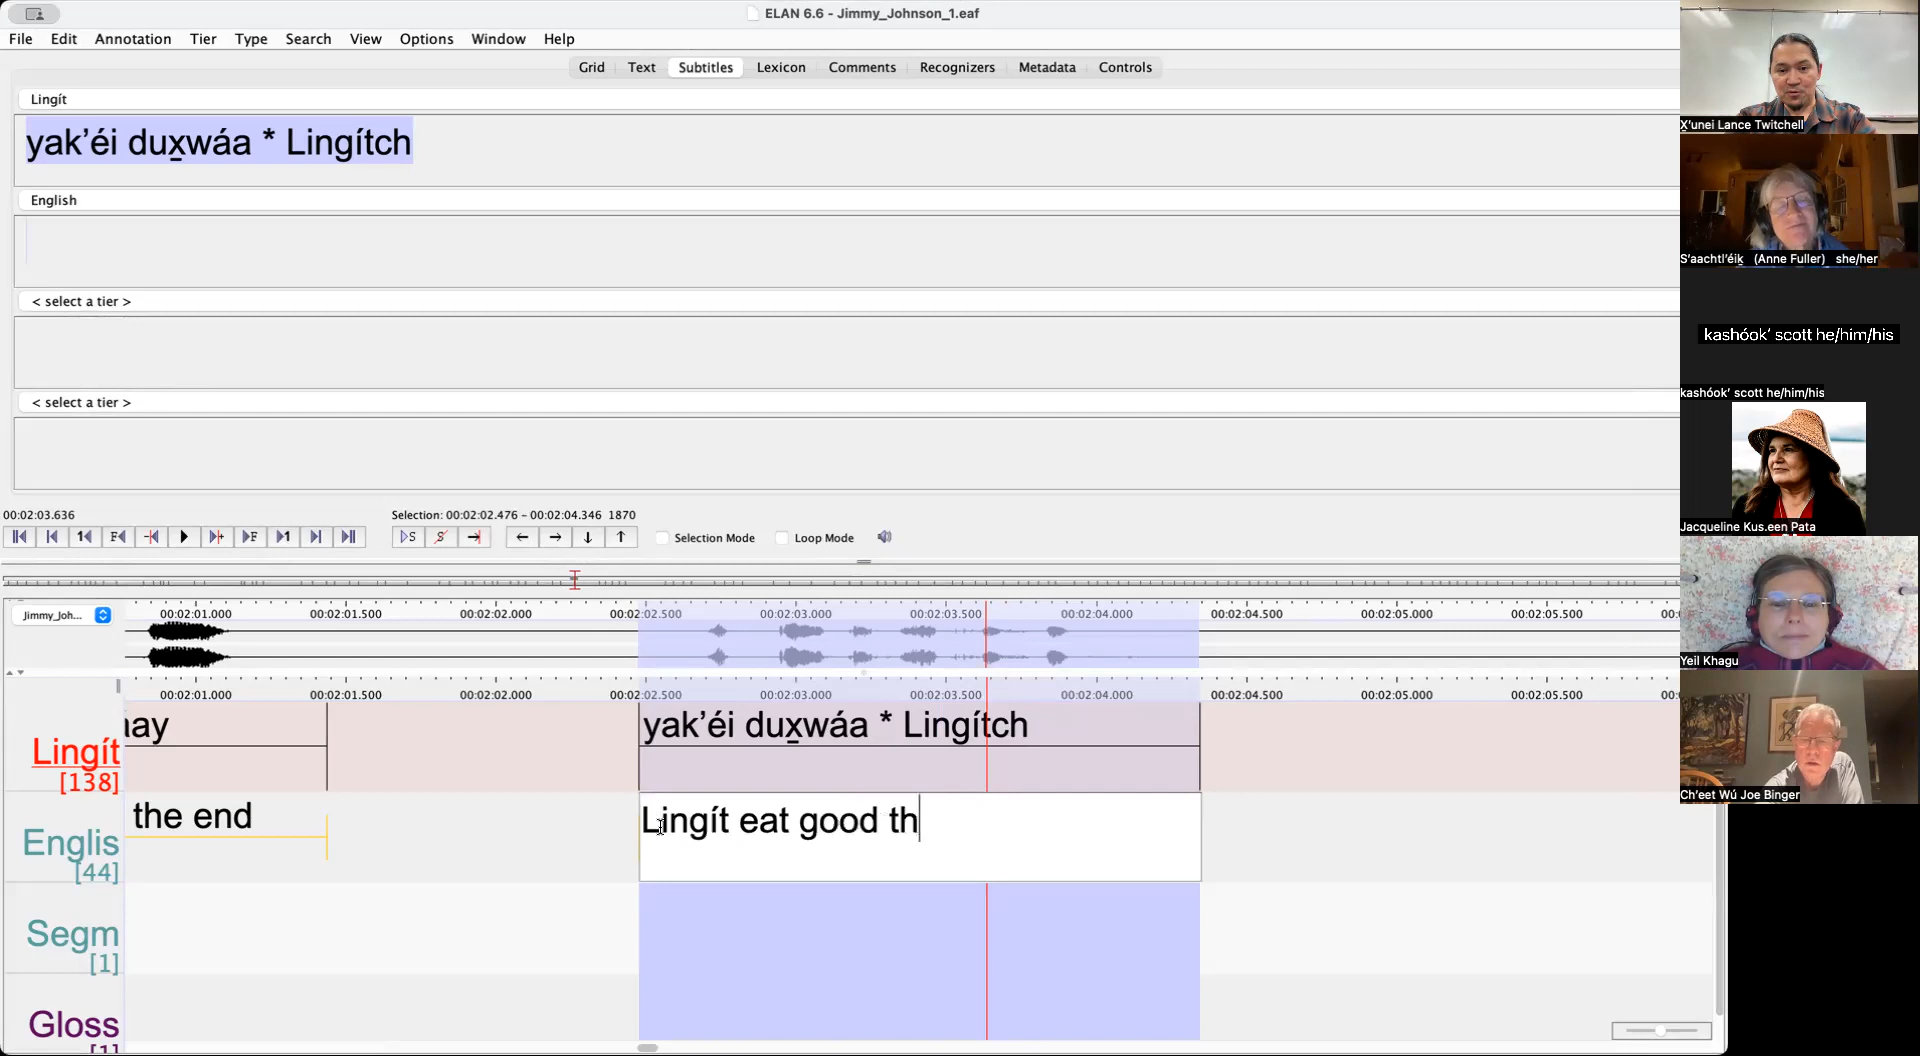 ELAN 6.6 - Jimmy_Johnson_1.eaf
File Edit Annotation Tier Type Search View Options Window Help
Grid Text Subtitles Lexicon Comments Recognizers Metadata Controls
Lingít
yak’éi dux̲wáa * Lingítch
English
< select a tier >
< select a tier >
00:02:03.636
Selection: 00:02:02.476 - 00:02:04.346 1870
Selection Mode
Loop Mode
Jimmy_Joh...
00:02:01.000 00:02:01.500 00:02:02.000 00:02:02.500 00:02:03.000 00:02:03.500 00:02:04.000 00:02:04.500 00:02:05.000 00:02:05.500
00:02:01.000 00:02:01.500 00:02:02.000 00:02:02.500 00:02:03.000 00:02:03.500 00:02:04.000 00:02:04.500 00:02:05.000 00:02:05.500
yak’éi dux̲wáa * Lingítch
Lingít
[138]
the end
Lingít eat good th
Englis
[44]
Segm
[1]
Gloss
[1]
X̲’unei Lance Twitchell
S’aachtl’éik̲ (Anne Fuller) she/her
kashóok’ scott he/him/his
kashóok’ scott he/him/his
Jacqueline Kus.een Pata
Yeil Khagu
Ch’eet Wú Joe Binger